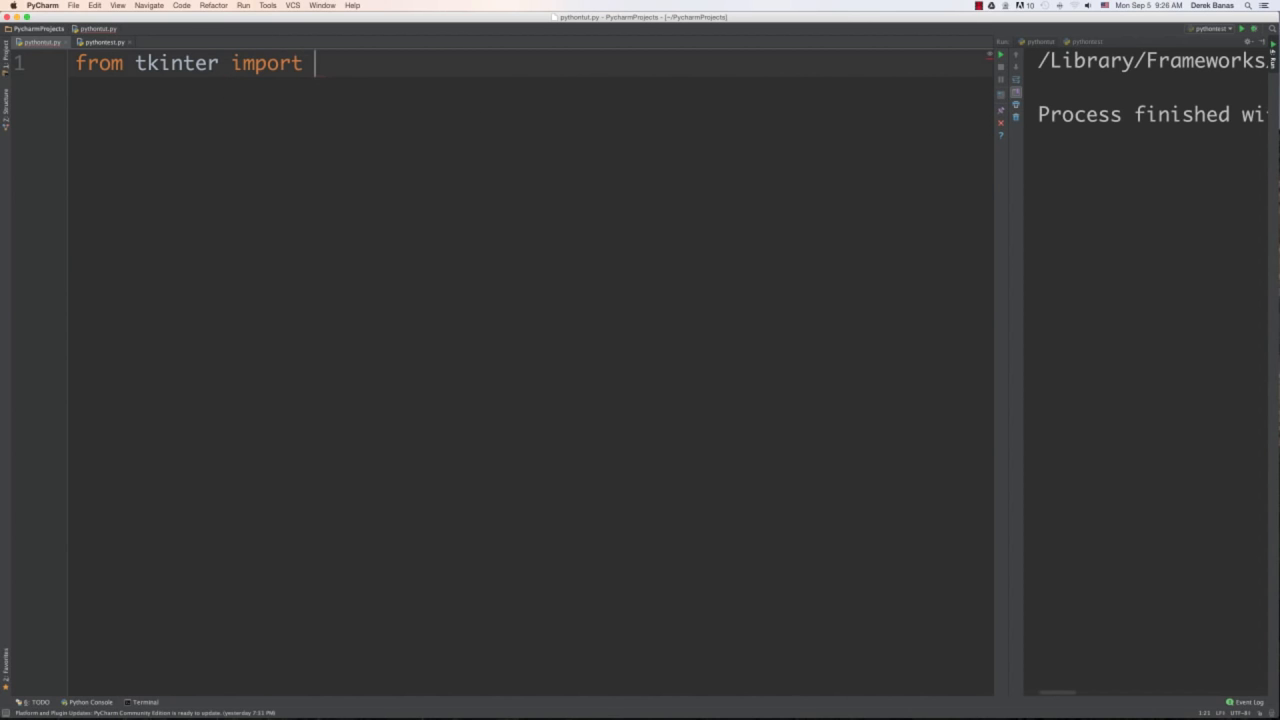 PyCharm File Edit View Navigate Code Refactor Run Tools VCS Window Help 10 Mon Sep 5 9:26 AM Derek Banas
pythontut.py - PycharmProjects - [~/PycharmProjects]
PycharmProjects pythontut.py pythontest
pythontut.py pythontest.py Run: pythontut pythontest
1 from tkinter import
/Library/Frameworks
Process finished wi
1: Project
7: Structure
2: Favorites
4: Run
6: TODO Python Console Terminal Event Log
Platform and Plugin Updates: PyCharm Community Edition is ready to update. (yesterday 7:51 PM) 1:21 LF÷ UTF-8÷